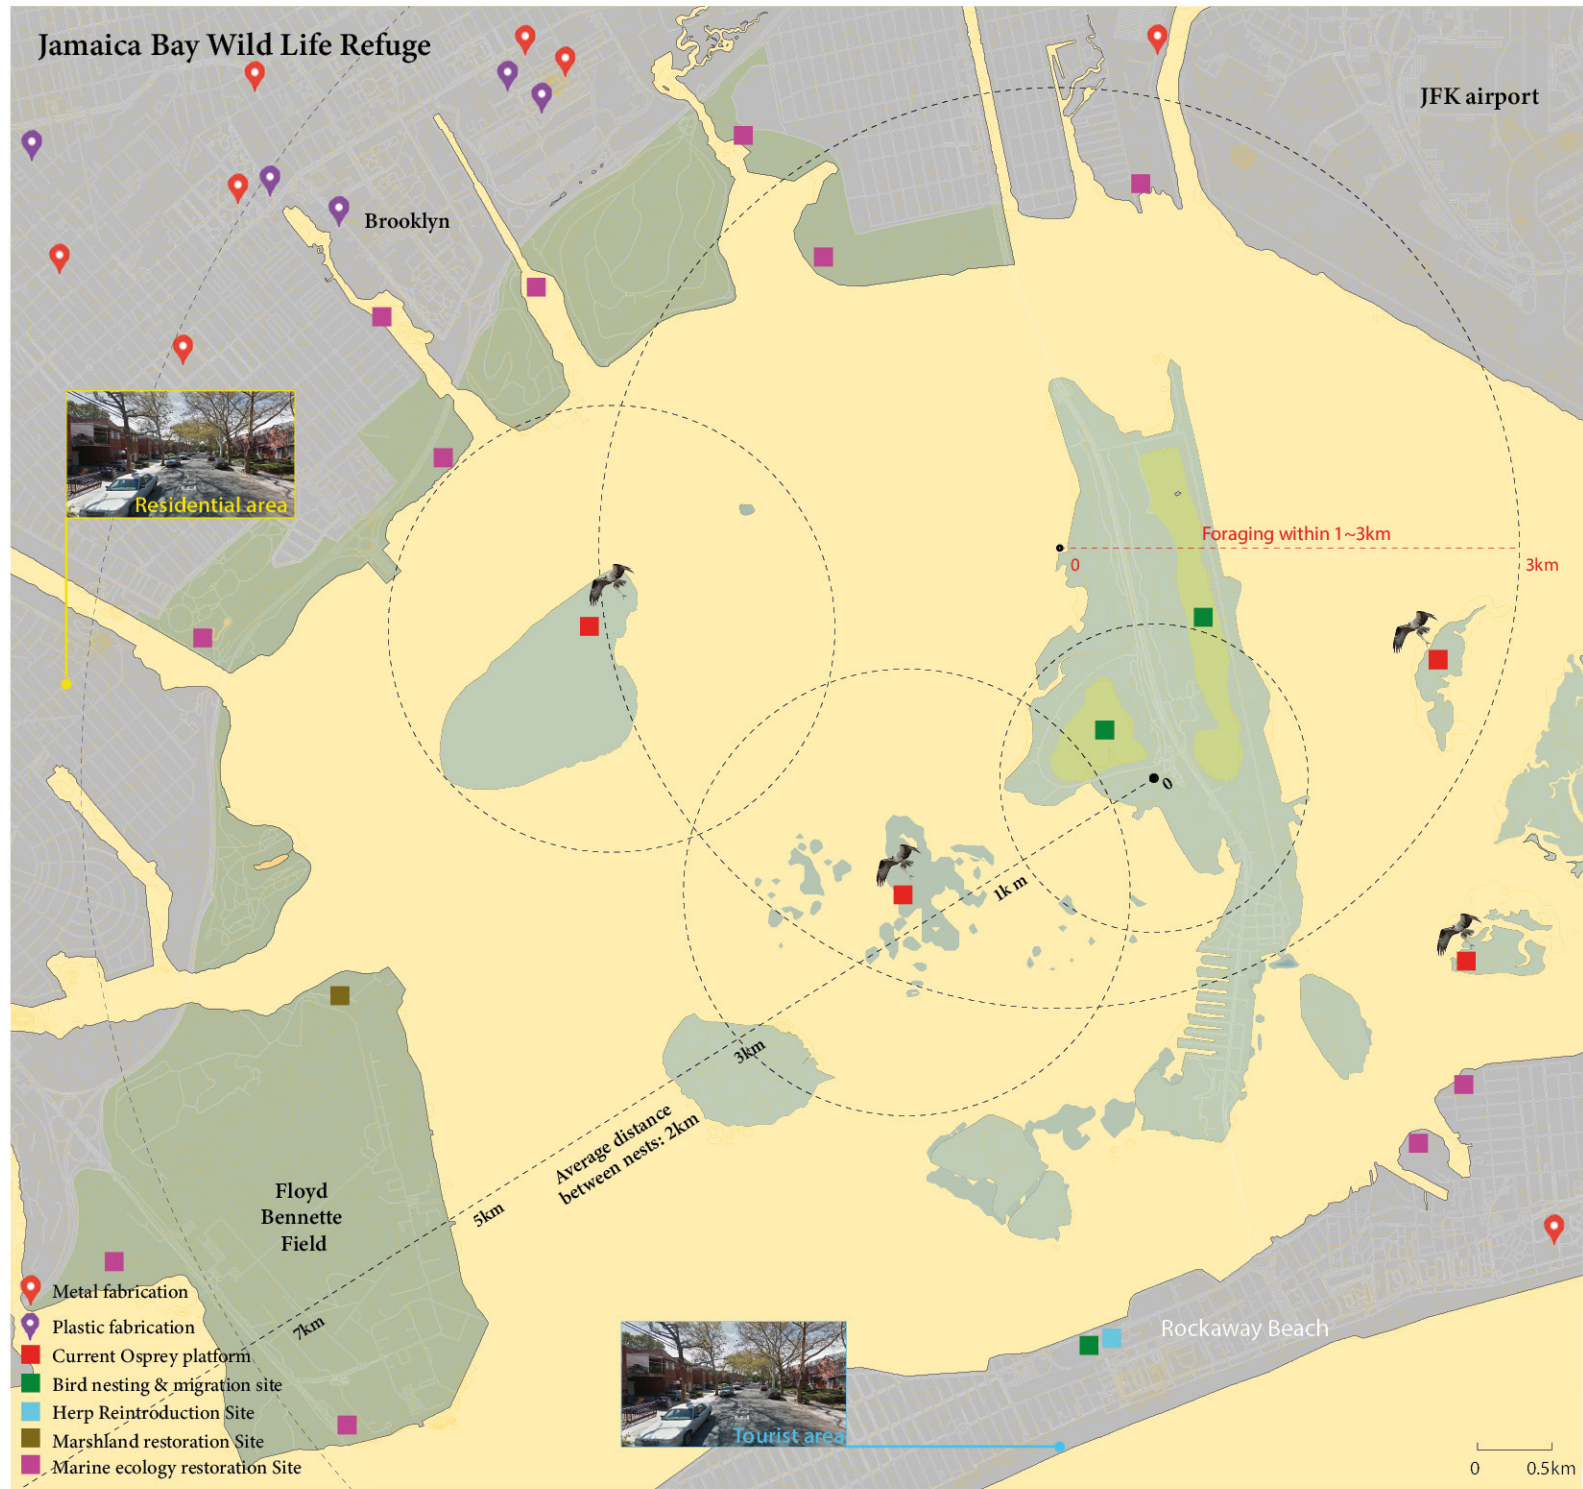 Jamaica Bay Wild Life Refuge
JFK airport
Brooklyn
Residential area
Foraging within 1~3km
0
3km
0
1k m
3km
Average distance
between nests: 2km
5km
7km
Floyd
Bennette
Field
Metal fabrication
Plastic fabrication
Current Osprey platform
Bird nesting & migration site
Herp Reintroduction Site
Marshland restoration Site
Marine ecology restoration Site
Rockaway Beach
Tourist area
0 0.5km